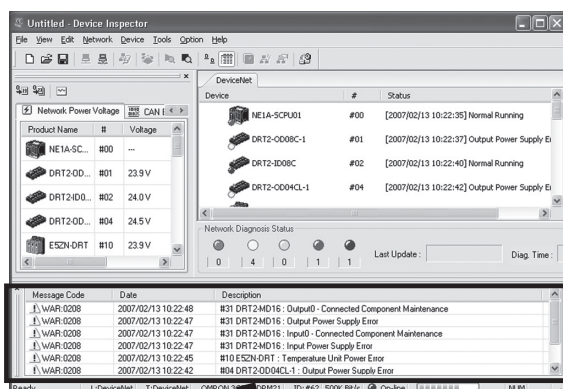 Untitled - Device Inspector
File View Edit Network Device Tools Option Help
DeviceNet
Network Power Voltage CAN
Device # Status
Product Name # Voltage
NE1A-SCPU01 #00 [2007/02/13 10:22:35] Normal Running
NE1A-SC... #00 ---
DRT2-OD08C-1 #01 [2007/02/13 10:22:37] Output Power Supply
DRT2-OD... #01 23.9 V
DRT2-ID08C #02 [2007/02/13 10:22:40] Normal Running
DRT2-ID0... #02 24.0 V
DRT2-OD04CL-1 #04 [2007/02/13 10:22:42] Output Power Supply
DRT2-OD... #04 24.5 V
E5ZN-DRT #10 23.9 V
Network Diagnosis Status
0 4 0 1 1 Last Update : Diag. Time :
Message Code Date Description
WAR:0208 2007/02/13 10:22:48 #31 DRT2-MD16 : Output0 - Connected Component Maintenance
WAR:0208 2007/02/13 10:22:47 #31 DRT2-MD16 : Output Power Supply Error
WAR:0208 2007/02/13 10:22:47 #31 DRT2-MD16 : Input0 - Connected Component Maintenance
WAR:0208 2007/02/13 10:22:47 #31 DRT2-MD16 : Input Power Supply Error
WAR:0208 2007/02/13 10:22:45 #10 E5ZN-DRT : Temperature Unit Power Error
WAR:0208 2007/02/13 10:22:42 #04 DRT2-OD04CL-1 : Output Power Supply Error
Ready L:DeviceNet T:DeviceNet OMRON DRM21 ID:#62 500K Bit/s On-line NUM